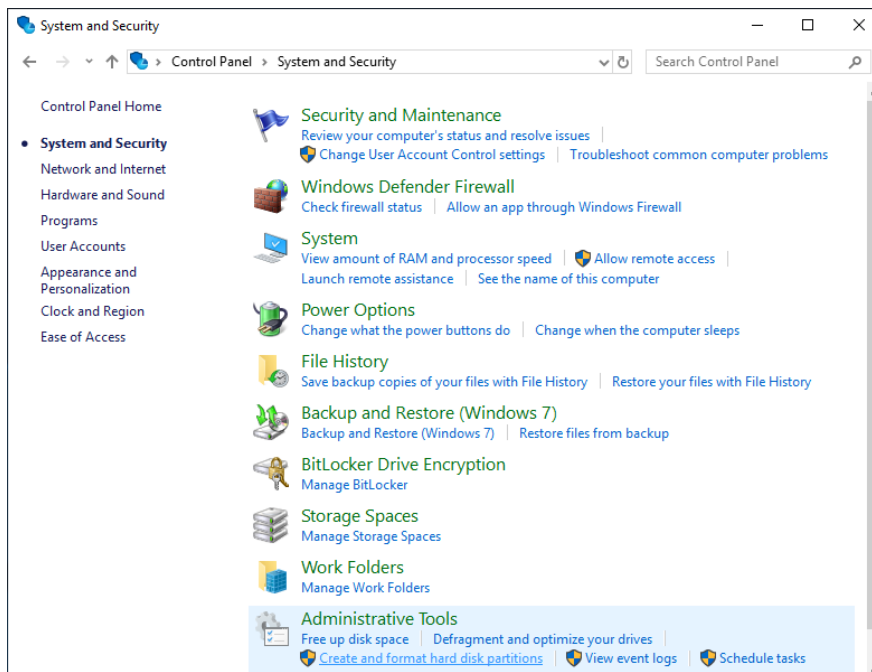 System and Security
Control Panel > System and Security
Search Control Panel
Control Panel Home
System and Security
Network and Internet
Hardware and Sound
Programs
User Accounts
Appearance and
Personalization
Clock and Region
Ease of Access
Security and Maintenance
Review your computer's status and resolve issues
Change User Account Control settings
Troubleshoot common computer problems
Windows Defender Firewall
Check firewall status
Allow an app through Windows Firewall
System
View amount of RAM and processor speed
Allow remote access
Launch remote assistance
See the name of this computer
Power Options
Change what the power buttons do
Change when the computer sleeps
File History
Save backup copies of your files with File History
Restore your files with File History
Backup and Restore (Windows 7)
Backup and Restore (Windows 7)
Restore files from backup
BitLocker Drive Encryption
Manage BitLocker
Storage Spaces
Manage Storage Spaces
Work Folders
Manage Work Folders
Administrative Tools
Free up disk space
Defragment and optimize your drives
Create and format hard disk partitions
View event logs
Schedule tasks